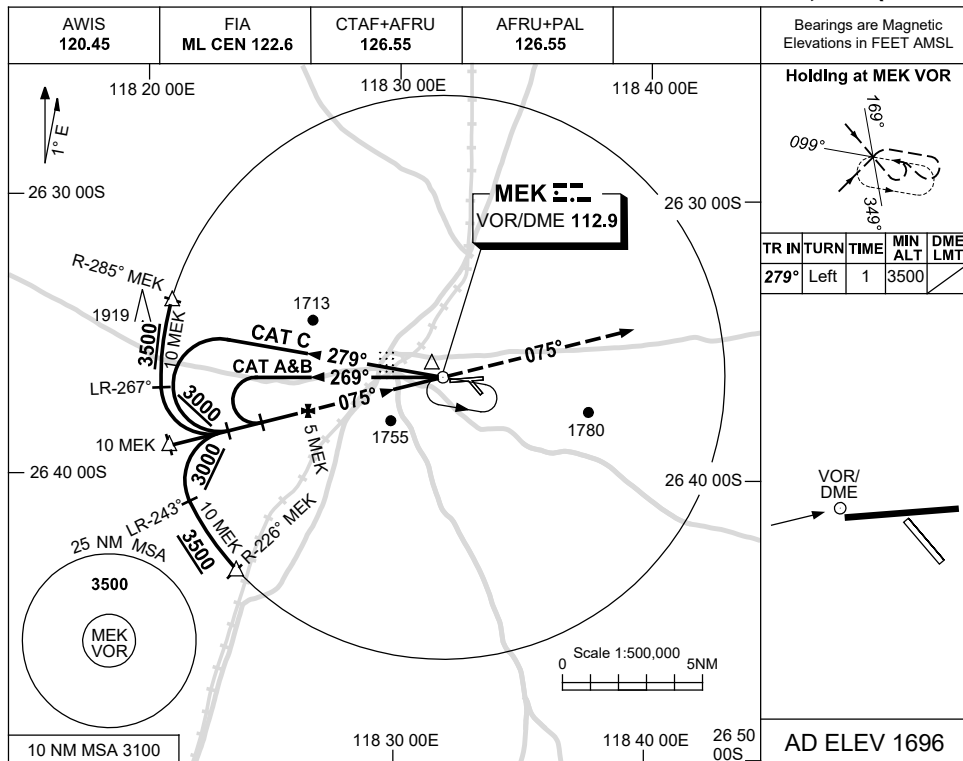 AWIS
120.45
FIA
ML CEN 122.6
CTAF+AFRU
126.55
AFRU+PAL
126.55
Bearings are Magnetic
Elevations in FEET AMSL
118 20 00E
118 30 00E
118 40 00E
1° E
26 30 00S
26 30 00S
MEK
VOR/DME 112.9
R-285° MEK
1919
3500
10 MEK
1713
CAT C
279°
CAT A&B
269°
075°
075°
LR-267°
3000
5 MEK
1755
1780
10 MEK
3000
26 40 00S
26 40 00S
LR-243°
10 MEK
R-226° MEK
3500
25 NM MSA
3500
MEK
VOR
Scale 1:500,000
0
5NM
10 NM MSA 3100
118 30 00E
118 40 00E
26 50
00S
Holding at MEK VOR
169°
099°
349°
TR IN TURN TIME MIN ALT DME LMT
279° Left 1 3500
VOR/
DME
AD ELEV 1696